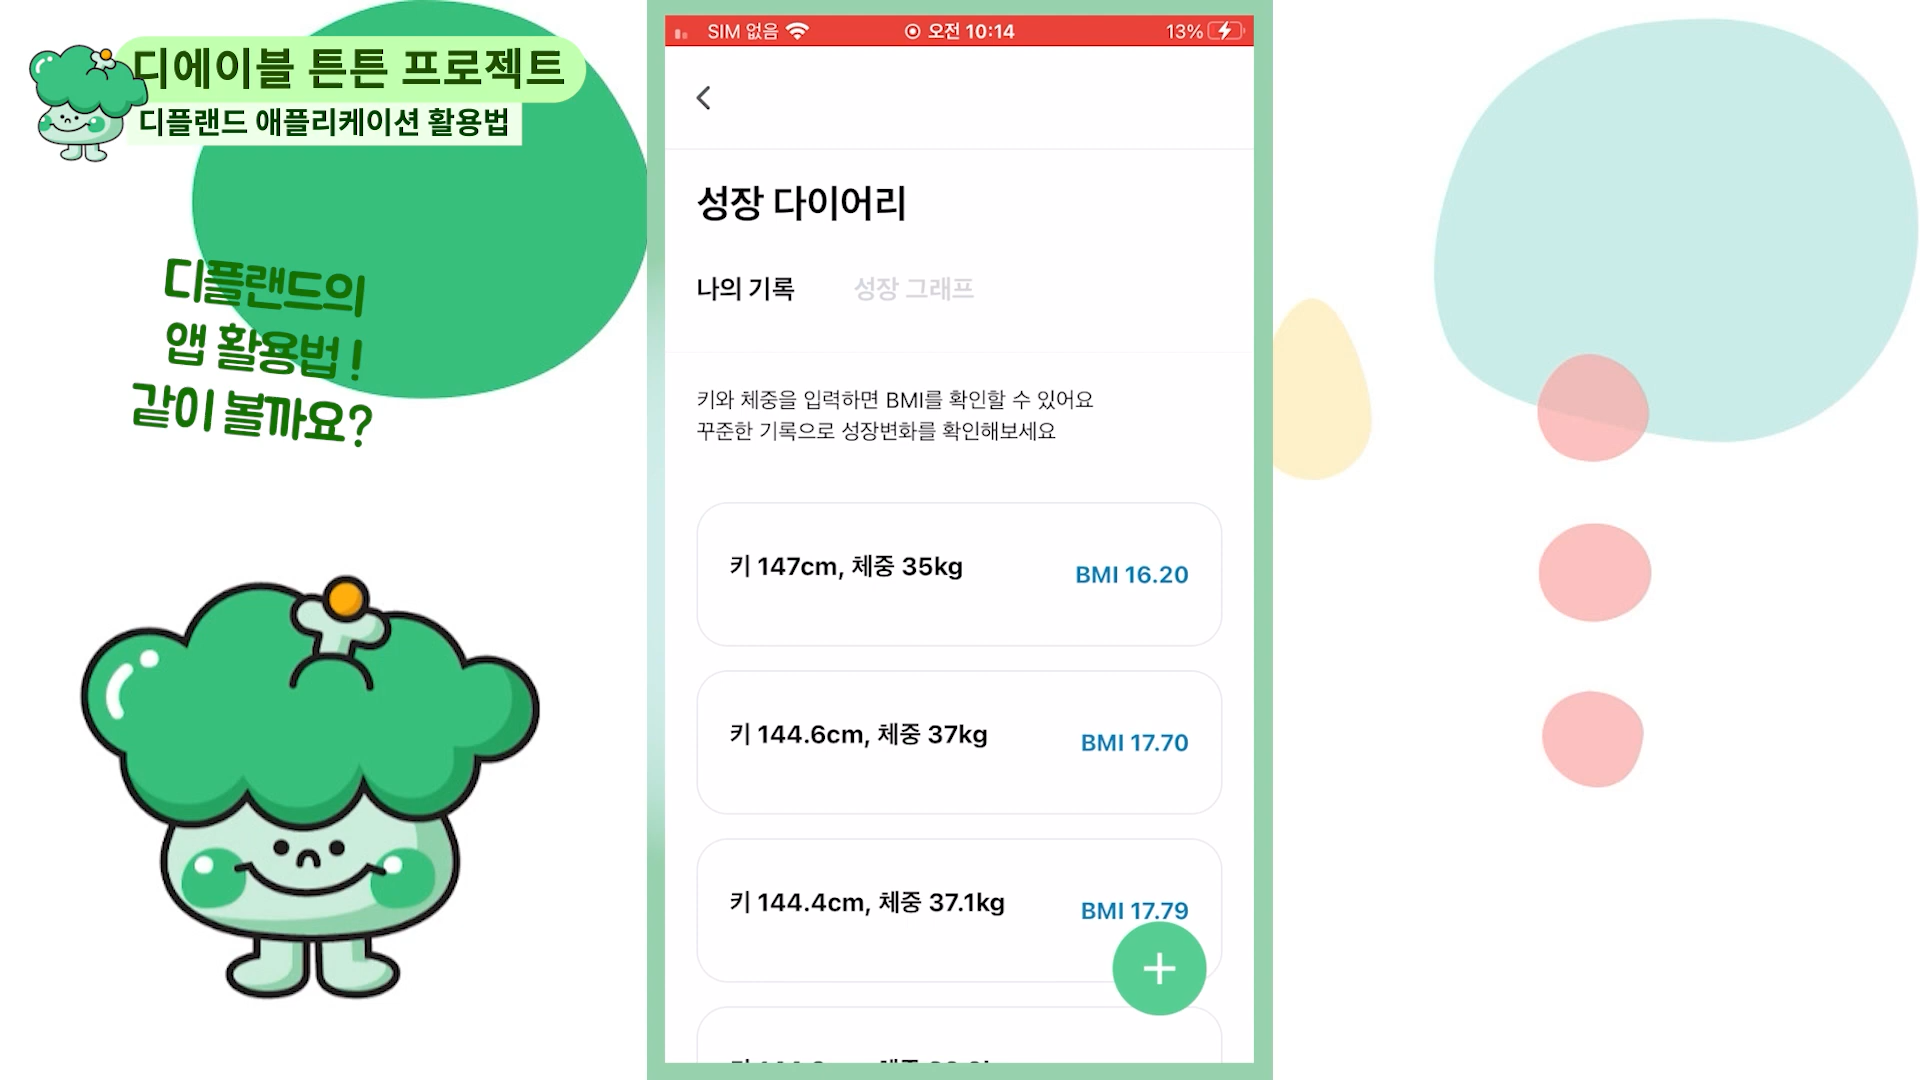 디에이블 튼튼 프로젝트
디플랜드 애플리케이션 활용법
디플랜드의
앱 활용법 !
같이 볼까요?
SIM 없음 오전 10:14 13%
성장 다이어리
나의 기록 성장 그래프
키와 체중을 입력하면 BMI를 확인할 수 있어요
꾸준한 기록으로 성장변화를 확인해보세요
키 147cm, 체중 35kg BMI 16.20
키 144.6cm, 체중 37kg BMI 17.70
키 144.4cm, 체중 37.1kg BMI 17.79